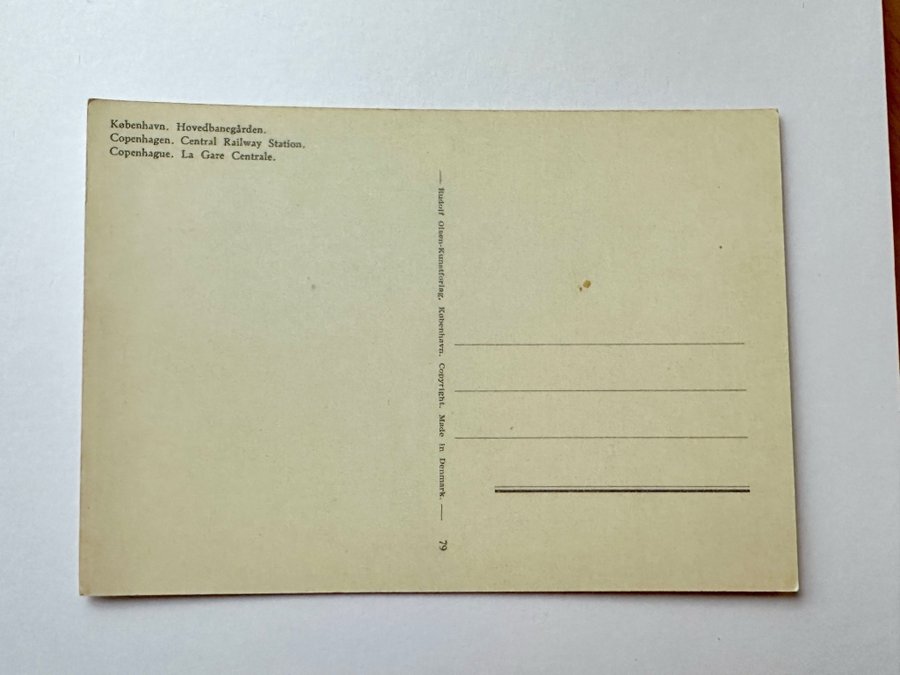 København. Hovedbanegården.
Copenhagen. Central Railway Station.
Copenhague. La Gare Centrale.
— Rudolf Olsen-Kunstforlag, København. Copyright. Made in Denmark. — 79